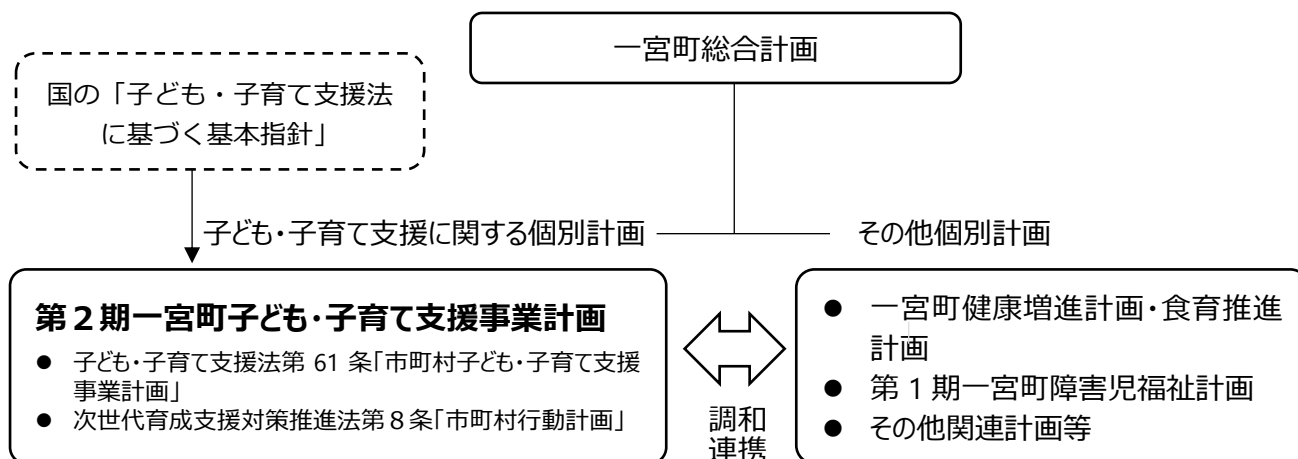 一宮町総合計画
国の「子ども・子育て支援法
に基づく基本指針」
子ども・子育て支援に関する個別計画
その他個別計画
第２期一宮町子ども・子育て支援事業計画
● 子ども・子育て支援法第 61 条「市町村子ども・子育て支援
事業計画」
● 次世代育成支援対策推進法第８条「市町村行動計画」
調和
連携
● 一宮町健康増進計画・食育推進
計画
● 第１期一宮町障害児福祉計画
● その他関連計画等